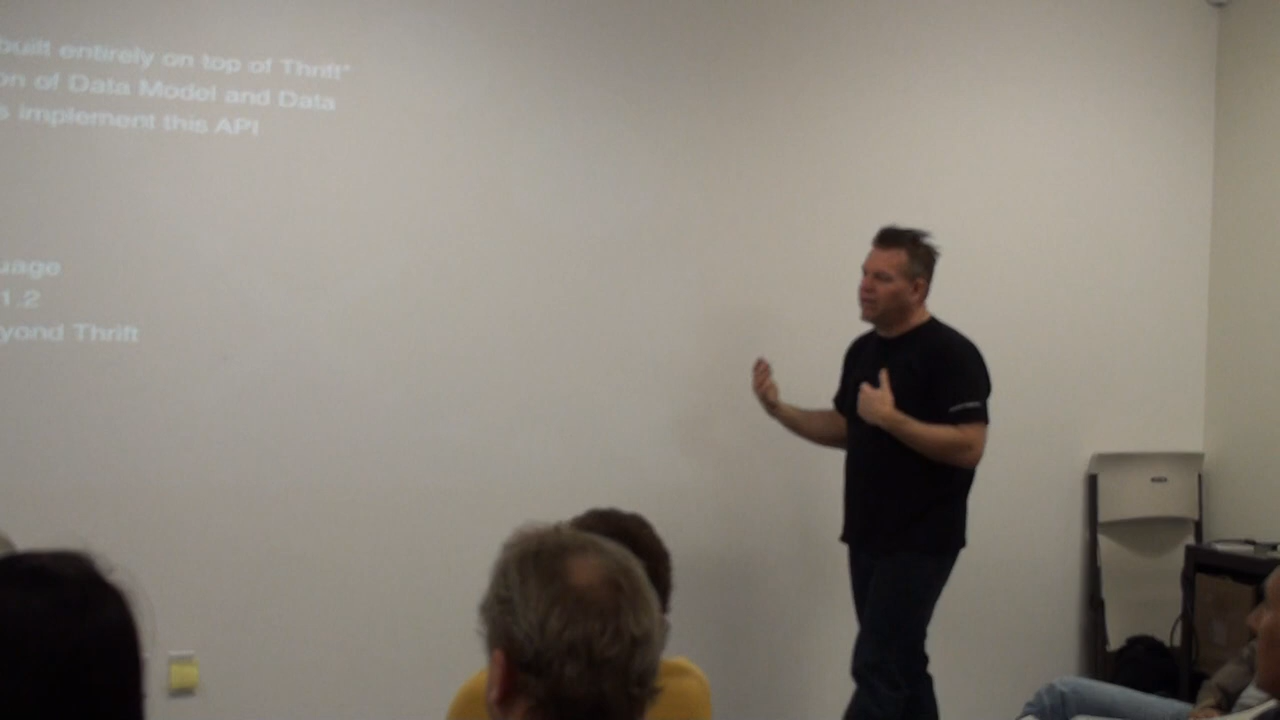 built entirely on top of Thrift*
on of Data Model and Data
s implement this API
uage
1.2
yond Thrift